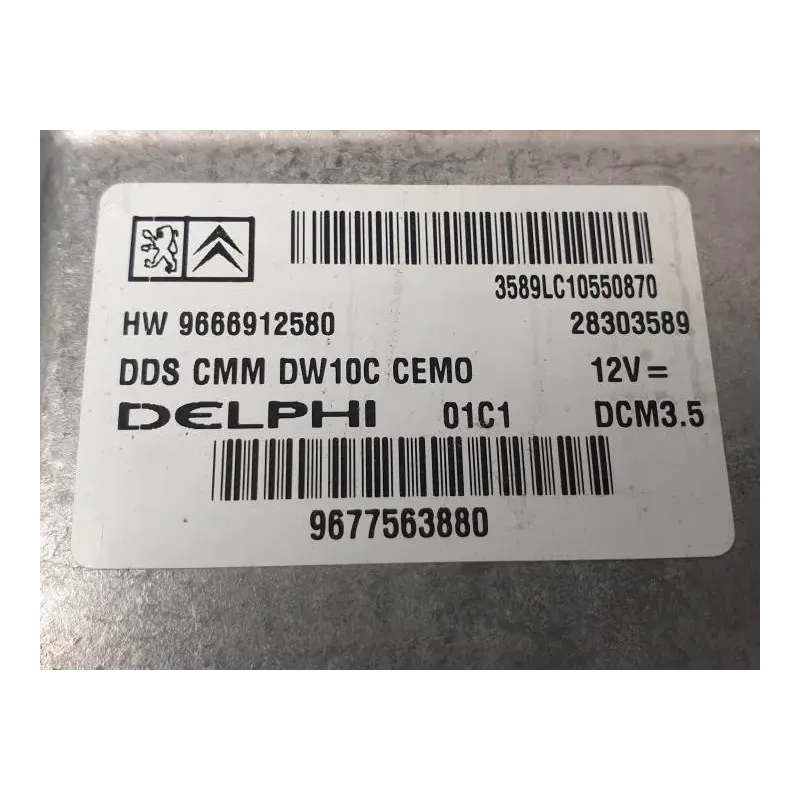 3589LC10550870
HW 9666912580 28303589
DDS CMM DW10C CEMO 12V=
DELPHI 01C1 DCM3.5
9677563880